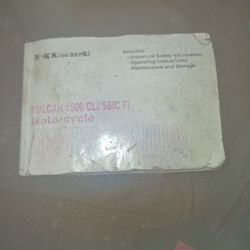 Kawasaki
Includes:
• Important Safety Information
• Operating Instructions
Maintenance and Storage
VULCAN 1500 CLASSIC Fi
Motorcycle